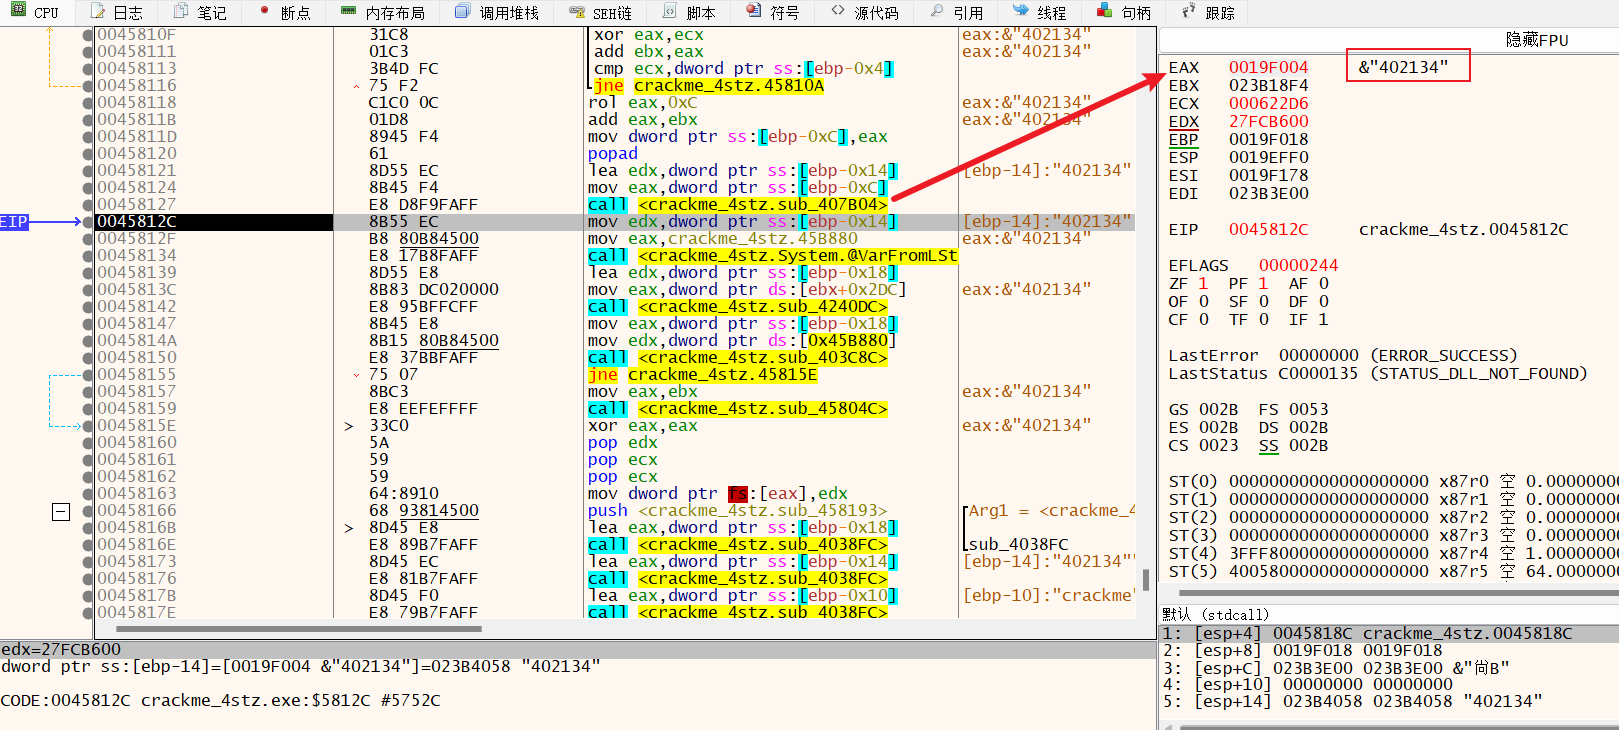 CPU 日志 笔记 断点 内存布局 调用堆栈 SEH链 脚本 符号 源代码 引用 线程 句柄 跟踪
0045810F 31C8 xor eax,ecx eax:&"402134"
00458111 01C3 add ebx,eax eax:&"402134"
00458113 3B4D FC cmp ecx,dword ptr ss:[ebp-0x4]
00458116 75 F2 jne crackme_4stz.45810A
00458118 C1C0 0C rol eax,0xC eax:&"402134"
0045811B 01D8 add eax,ebx eax:&"402134"
0045811D 8945 F4 mov dword ptr ss:[ebp-0xC],eax
00458120 61 popad
00458121 8D55 EC lea edx,dword ptr ss:[ebp-0x14] [ebp-14]:"402134"
00458124 8B45 F4 mov eax,dword ptr ss:[ebp-0xC]
00458127 E8 D8F9FAFF call <crackme_4stz.sub_407B04>
EIP 0045812C 8B55 EC mov edx,dword ptr ss:[ebp-0x14] [ebp-14]:"402134"
0045812F B8 80B84500 mov eax,crackme_4stz.45B880 eax:&"402134"
00458134 E8 17B8FAFF call <crackme_4stz.System.@VarFromLSt
00458139 8D55 E8 lea edx,dword ptr ss:[ebp-0x18]
0045813C 8B83 DC020000 mov eax,dword ptr ds:[ebx+0x2DC] eax:&"402134"
00458142 E8 95BFFCFF call <crackme_4stz.sub_4240DC>
00458147 8B45 E8 mov eax,dword ptr ss:[ebp-0x18]
0045814A 8B15 80B84500 mov edx,dword ptr ds:[0x45B880]
00458150 E8 37BBFAFF call <crackme_4stz.sub_403C8C>
00458155 75 07 jne crackme_4stz.45815E
00458157 8BC3 mov eax,ebx eax:&"402134"
00458159 E8 EEFEFFFF call <crackme_4stz.sub_45804C>
0045815E > 33C0 xor eax,eax eax:&"402134"
00458160 5A pop edx
00458161 59 pop ecx
00458162 59 pop ecx
00458163 64:8910 mov dword ptr fs:[eax],edx
00458166 68 93814500 push <crackme_4stz.sub_458193> Arg1 = <crackme_4
0045816B > 8D45 E8 lea eax,dword ptr ss:[ebp-0x18]
0045816E E8 89B7FAFF call <crackme_4stz.sub_4038FC> sub_4038FC
00458173 8D45 EC lea eax,dword ptr ss:[ebp-0x14] [ebp-14]:"402134"
00458176 E8 81B7FAFF call <crackme_4stz.sub_4038FC>
0045817B 8D45 F0 lea eax,dword ptr ss:[ebp-0x10] [ebp-10]:"crackme
0045817E E8 79B7FAFF call <crackme_4stz.sub_4038FC>
edx=27FCB600
dword ptr ss:[ebp-14]=[0019F004 &"402134"]=023B4058 "402134"
CODE:0045812C crackme_4stz.exe:$5812C #5752C
隐藏FPU
EAX 0019F004 &"402134"
EBX 023B18F4
ECX 000622D6
EDX 27FCB600
EBP 0019F018
ESP 0019EFF0
ESI 0019F178
EDI 023B3E00
EIP 0045812C crackme_4stz.0045812C
EFLAGS 00000244
ZF 1 PF 1 AF 0
OF 0 SF 0 DF 0
CF 0 TF 0 IF 1
LastError 00000000 (ERROR_SUCCESS)
LastStatus C0000135 (STATUS_DLL_NOT_FOUND)
GS 002B FS 0053
ES 002B DS 002B
CS 0023 SS 002B
ST(0) 00000000000000000000 x87r0 空 0.0000000
ST(1) 00000000000000000000 x87r1 空 0.0000000
ST(2) 00000000000000000000 x87r2 空 0.0000000
ST(3) 00000000000000000000 x87r3 空 0.0000000
ST(4) 3FFF8000000000000000 x87r4 空 1.0000000
ST(5) 40058000000000000000 x87r5 空 64.000000
默认 (stdcall)
1: [esp+4] 0045818C crackme_4stz.0045818C
2: [esp+8] 0019F018 0019F018
3: [esp+C] 023B3E00 023B3E00 &"尙B"
4: [esp+10] 00000000 00000000
5: [esp+14] 023B4058 023B4058 "402134"